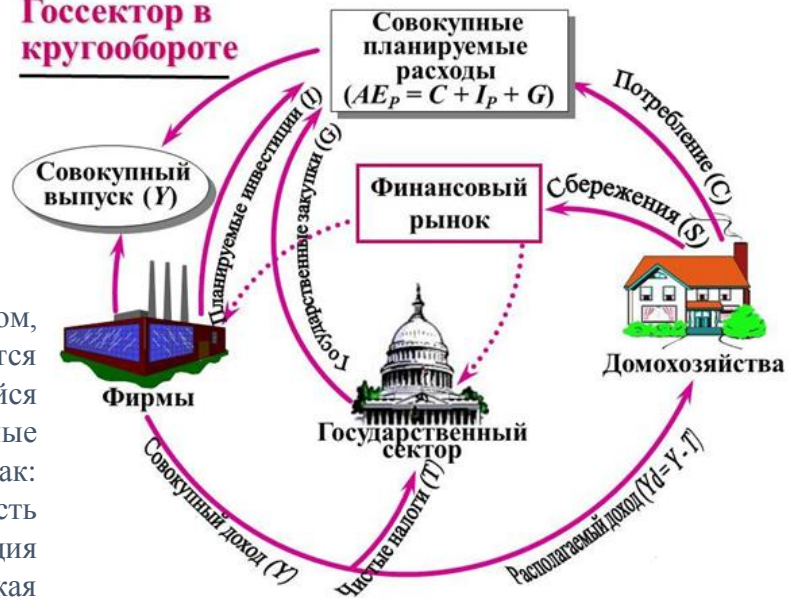 Госсектор в
кругообороте
Совокупные
планируемые
расходы
(AEP = C + IP + G)
Потребление (C)
Совокупный
выпуск (Y)
Планируемые инвестиции (I)
Государственные закупки (G)
Финансовый
рынок
Сбережения (S)
Фирмы
Государственный
сектор
Домохозяйства
Совокупный доход (Y)
Чистые налоги (T)
Располагаемый доход (Yd= Y - T)
ом,
тся
йся
ные
ак:
сть
ция
кая